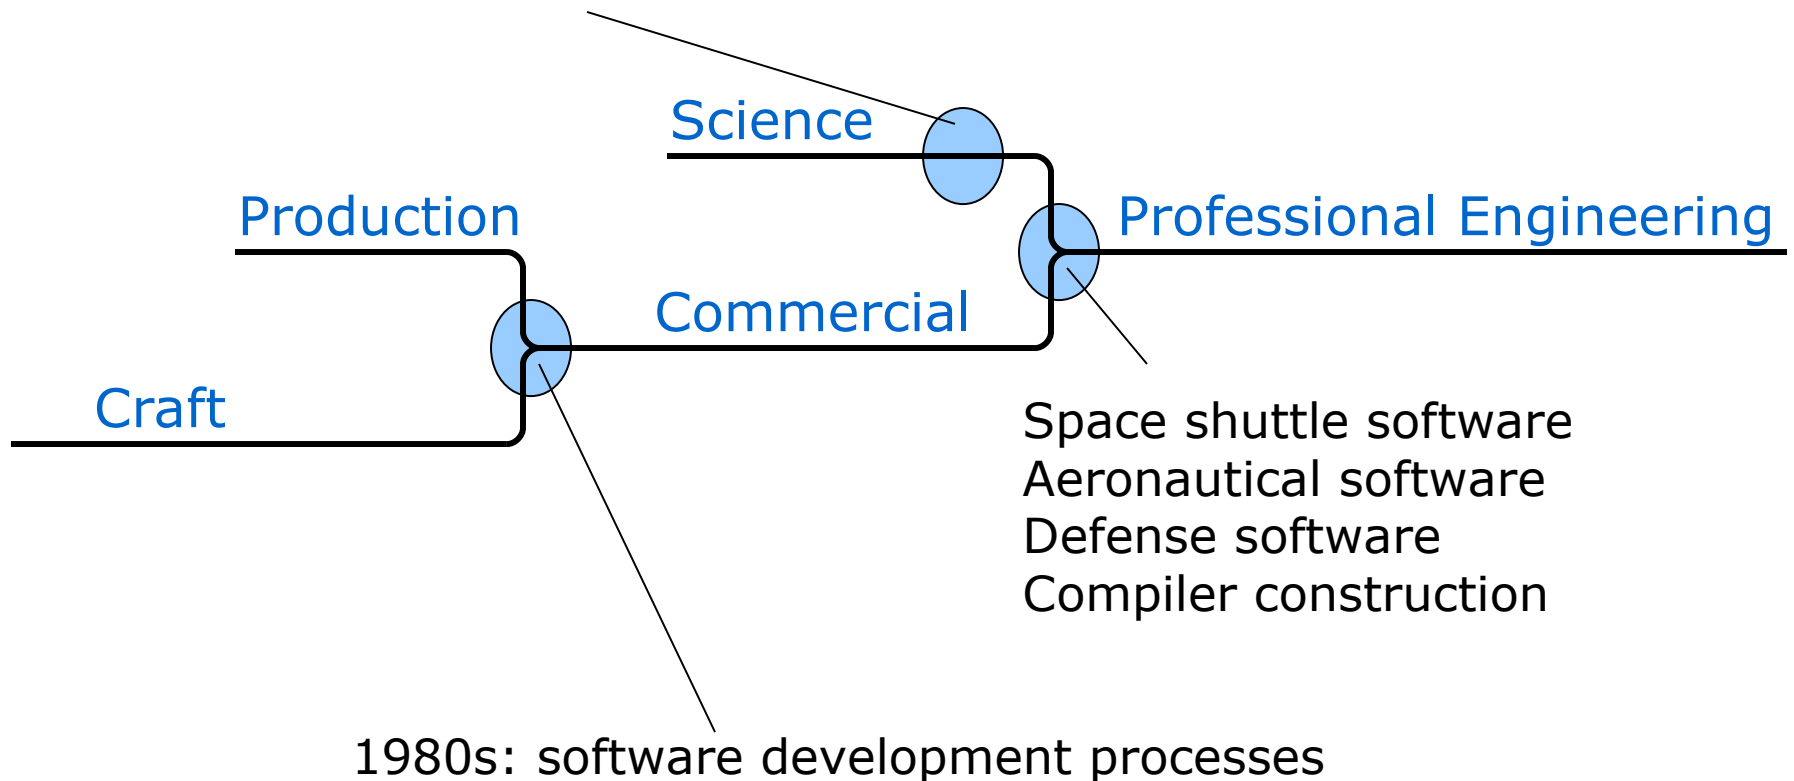 Science
Production
Professional Engineering
Commercial
Craft
Space shuttle software
Aeronautical software
Defense software
Compiler construction
1980s: software development processes